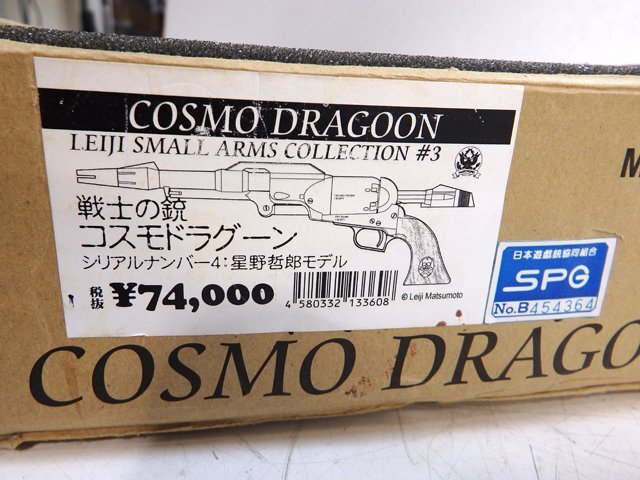 COSMO DRAGOON
LEIJI SMALL ARMS COLLECTION #3
戦士の銃
コスモドラグーン
シリアルナンバー4:星野哲郎モデル
税抜 ¥74,000
4 580332 133608
© Leiji Matsumoto
日本遊戯銃協同組合
SPG
No.B454364
M
COSMO DRAGO